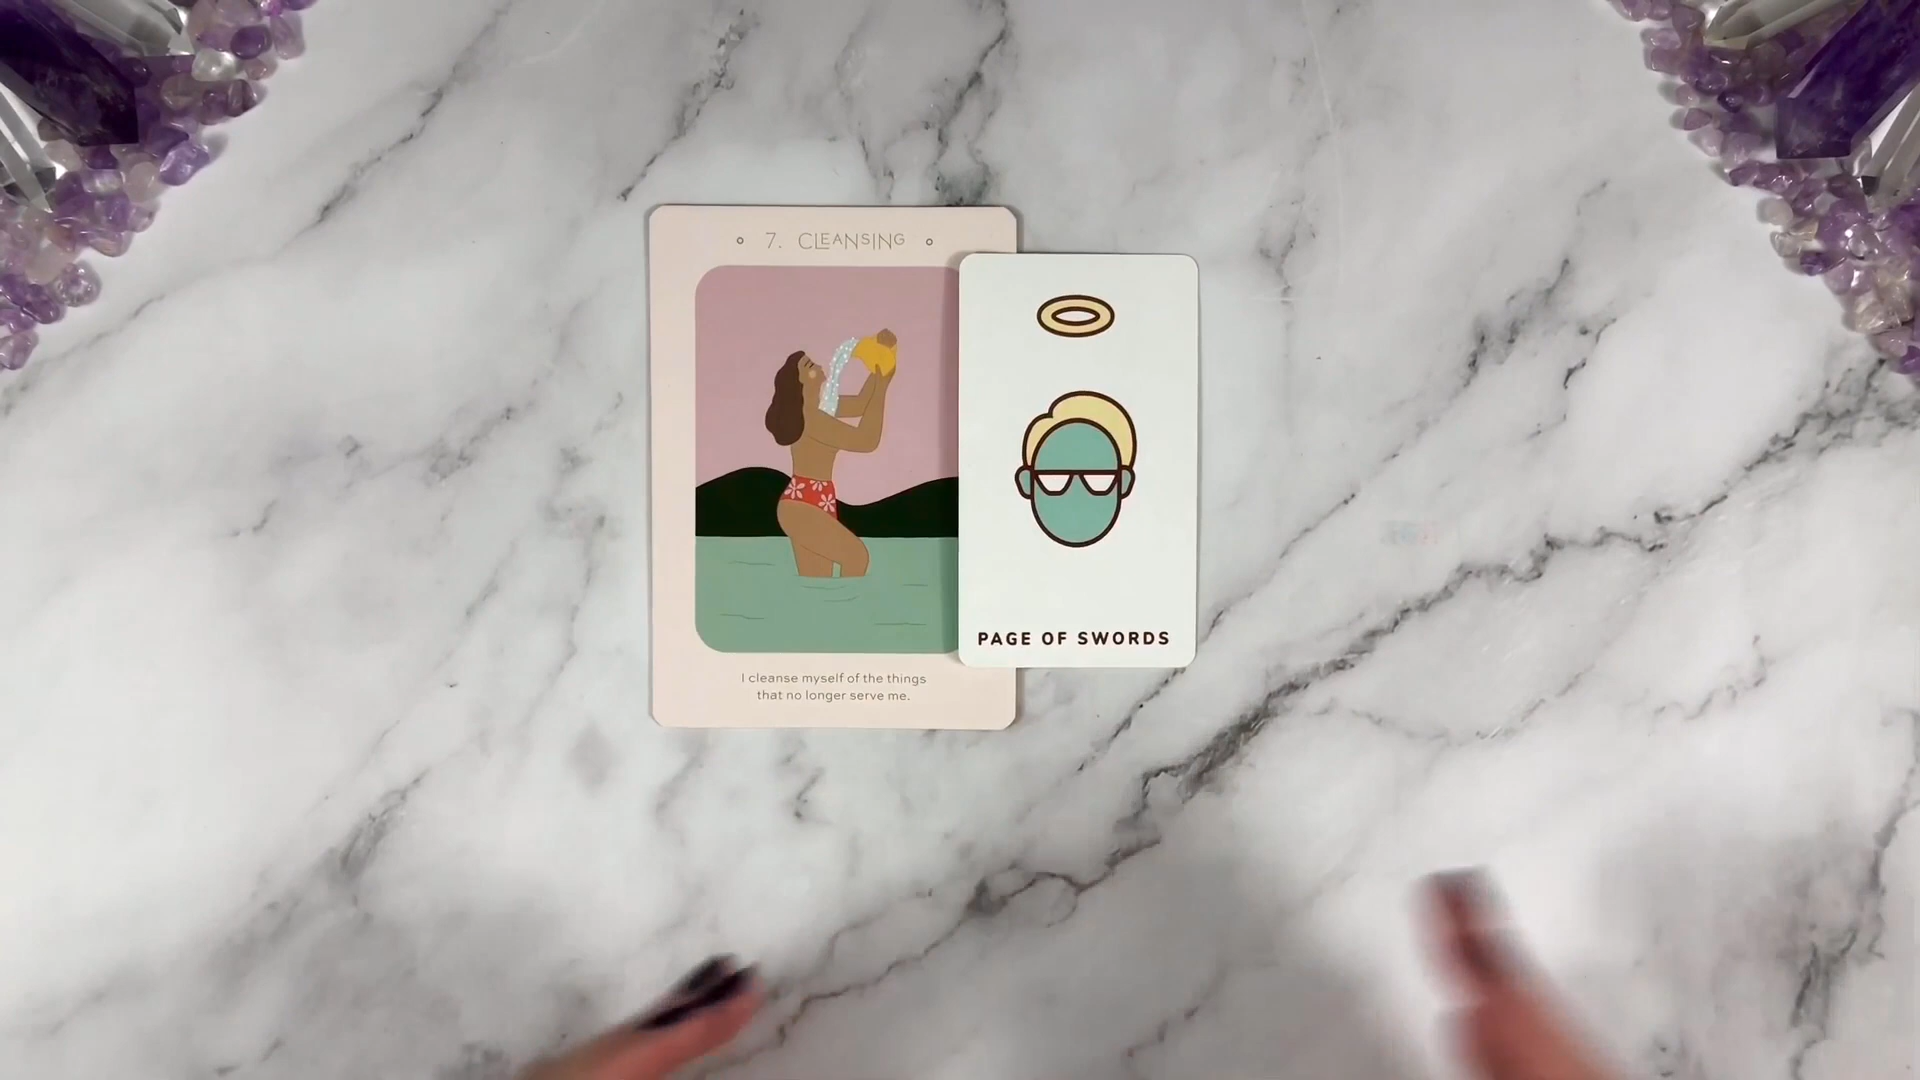 7. CLEANSING
I cleanse myself of the things
that no longer serve me.
PAGE OF SWORDS